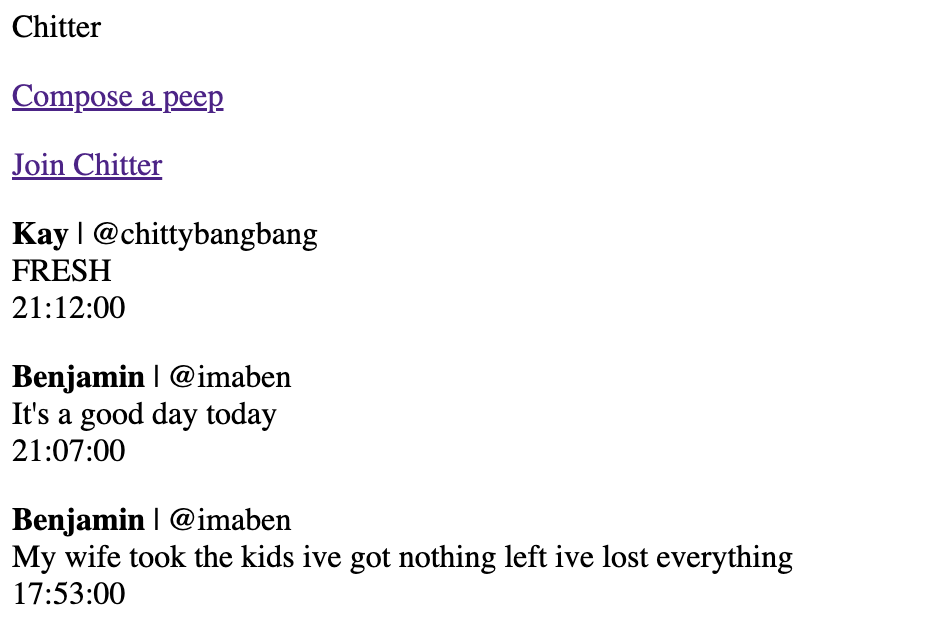 Chitter
Compose a peep
Join Chitter
Kay | @chittybangbang
FRESH
21:12:00
Benjamin | @imaben
It's a good day today
21:07:00
Benjamin | @imaben
My wife took the kids ive got nothing left ive lost everything
17:53:00